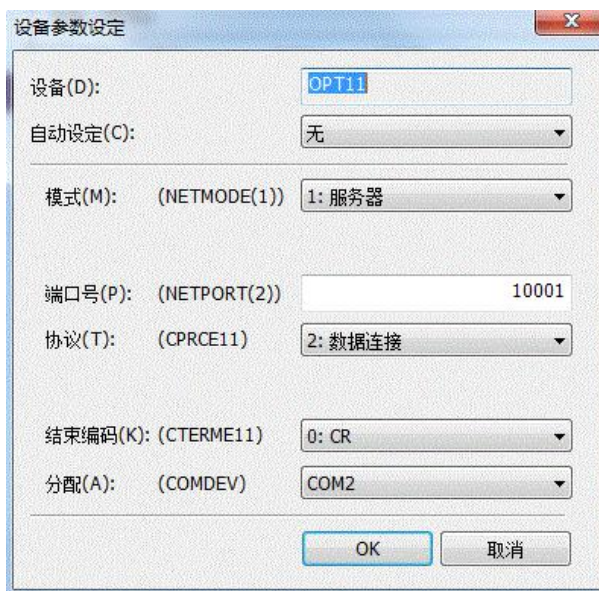 设备参数设定
设备(D): OPT11
自动设定(C): 无
模式(M): (NETMODE(1)) 1: 服务器
端口号(P): (NETPORT(2)) 10001
协议(T): (CPRCE11) 2: 数据连接
结束编码(K): (CTERME11) 0: CR
分配(A): (COMDEV) COM2
OK 取消